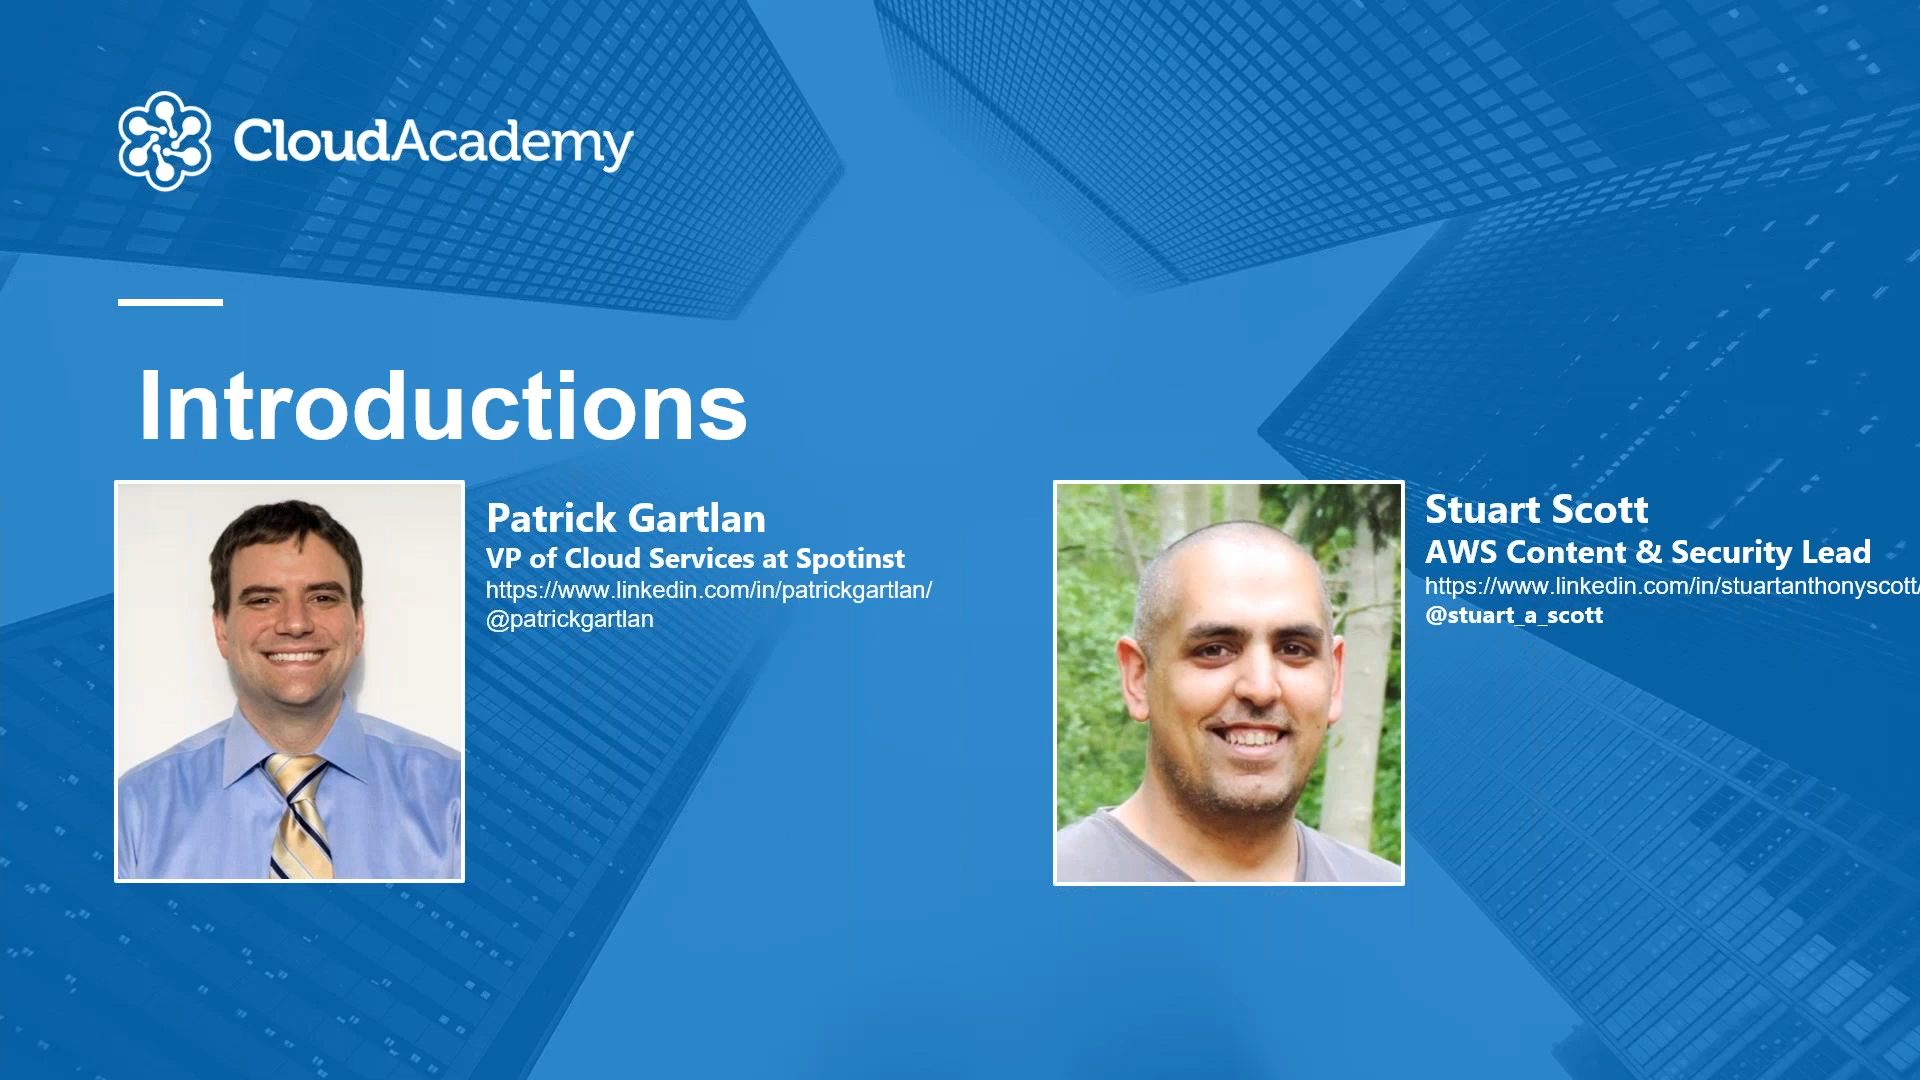 CloudAcademy
Introductions
Patrick Gartlan
VP of Cloud Services at Spotinst
https://www.linkedin.com/in/patrickgartlan/
@patrickgartlan
Stuart Scott
AWS Content & Security Lead
https://www.linkedin.com/in/stuartanthonyscott/
@stuart_a_scott